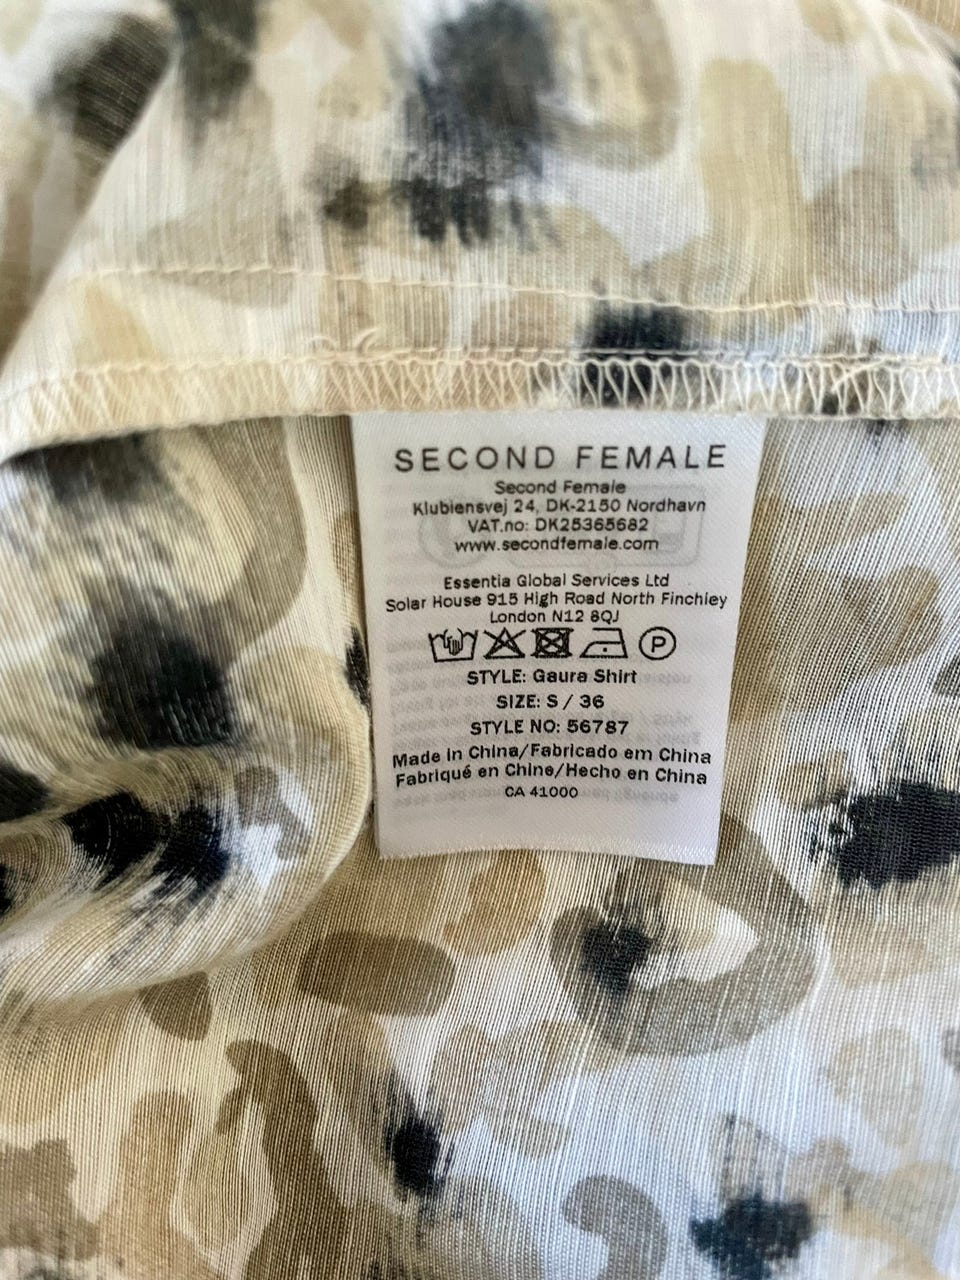 SECOND FEMALE
Second Female
Klubiensvej 24, DK-2150 Nordhavn
VAT.no: DK25365682
www.secondfemale.com
Essentia Global Services Ltd
Solar House 915 High Road North Finchley
London N12 8QJ
P
STYLE: Gaura Shirt
SIZE: S / 36
STYLE NO: 56787
Made in China/Fabricado em China
Fabriqué en Chine/Hecho en China
CA 41000